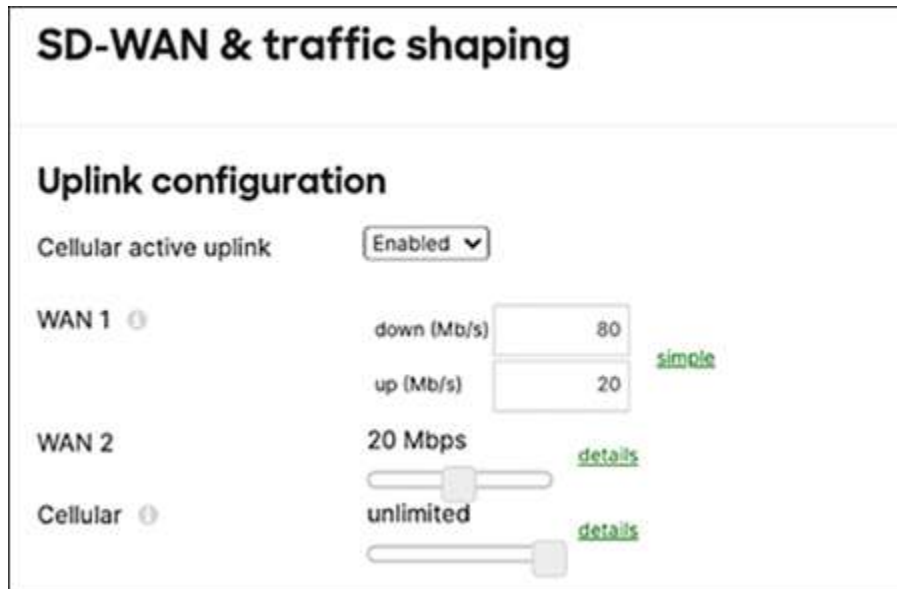 SD-WAN & traffic shaping
Uplink configuration
Cellular active uplink Enabled
WAN 1 down (Mb/s) 80
simple
up (Mb/s) 20
WAN 2 20 Mbps details
Cellular unlimited details